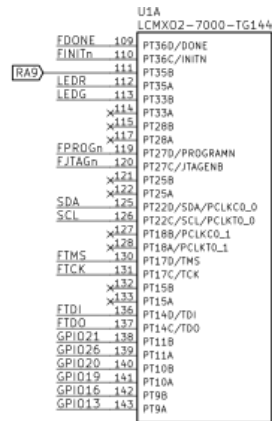 U1A
LCMXO2-7000-TG144
FDONE 109 PT36D/DONE
FINITn 110 PT36C/INITN
RA9 111 PT35B
LEDR 112 PT35A
LEDG 113 PT33B
114 PT33A
115 PT28B
117 PT28A
FPROGn 119 PT27D/PROGRAMN
FJTAGn 120 PT27C/JTAGENB
121 PT25B
122 PT25A
SDA 125 PT22D/SDA/PCLKC0_0
SCL 126 PT22C/SCL/PCLKT0_0
127 PT18B/PCLKC0_1
128 PT18A/PCLKT0_1
FTMS 130 PT17D/TMS
FTCK 131 PT17C/TCK
132 PT15B
133 PT15A
FTDI 136 PT14D/TDI
FTDO 137 PT14C/TDO
GPIO21 138 PT11B
GPIO26 139 PT11A
GPIO20 140 PT10B
GPIO19 141 PT10A
GPIO16 142 PT9B
GPIO13 143 PT9A